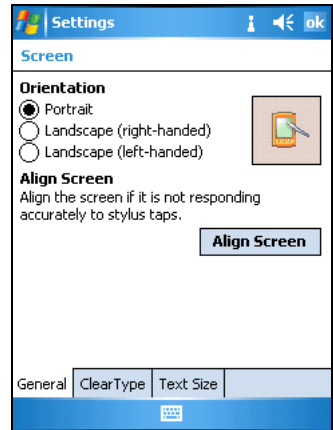 Settings ok
Screen
Orientation
Portrait
Landscape (right-handed)
Landscape (left-handed)
Align Screen
Align the screen if it is not responding
accurately to stylus taps.
Align Screen
General ClearType Text Size